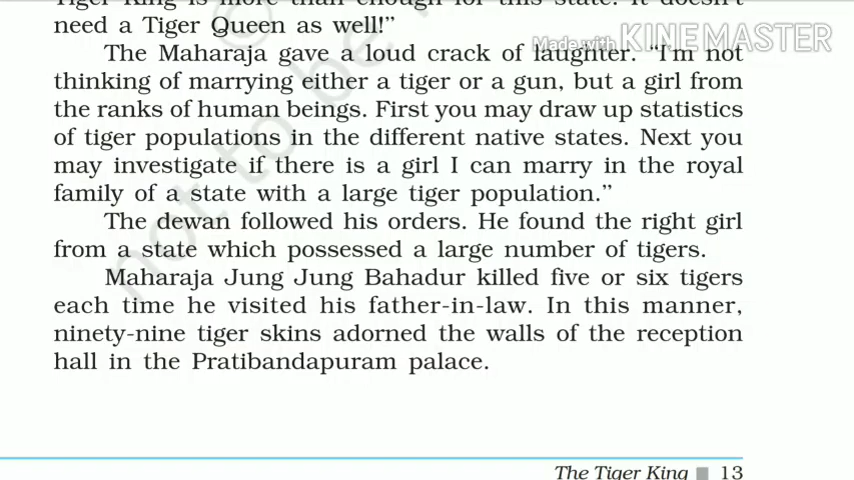 need a Tiger Queen as well!”
The Maharaja gave a loud crack of laughter. “I'm not
thinking of marrying either a tiger or a gun, but a girl from
the ranks of human beings. First you may draw up statistics
of tiger populations in the different native states. Next you
may investigate if there is a girl I can marry in the royal
family of a state with a large tiger population.”
The dewan followed his orders. He found the right girl
from a state which possessed a large number of tigers.
Maharaja Jung Jung Bahadur killed five or six tigers
each time he visited his father-in-law. In this manner,
ninety-nine tiger skins adorned the walls of the reception
hall in the Pratibandapuram palace.
The Tiger King ■ 13
Made with KINEMASTER
© not to be